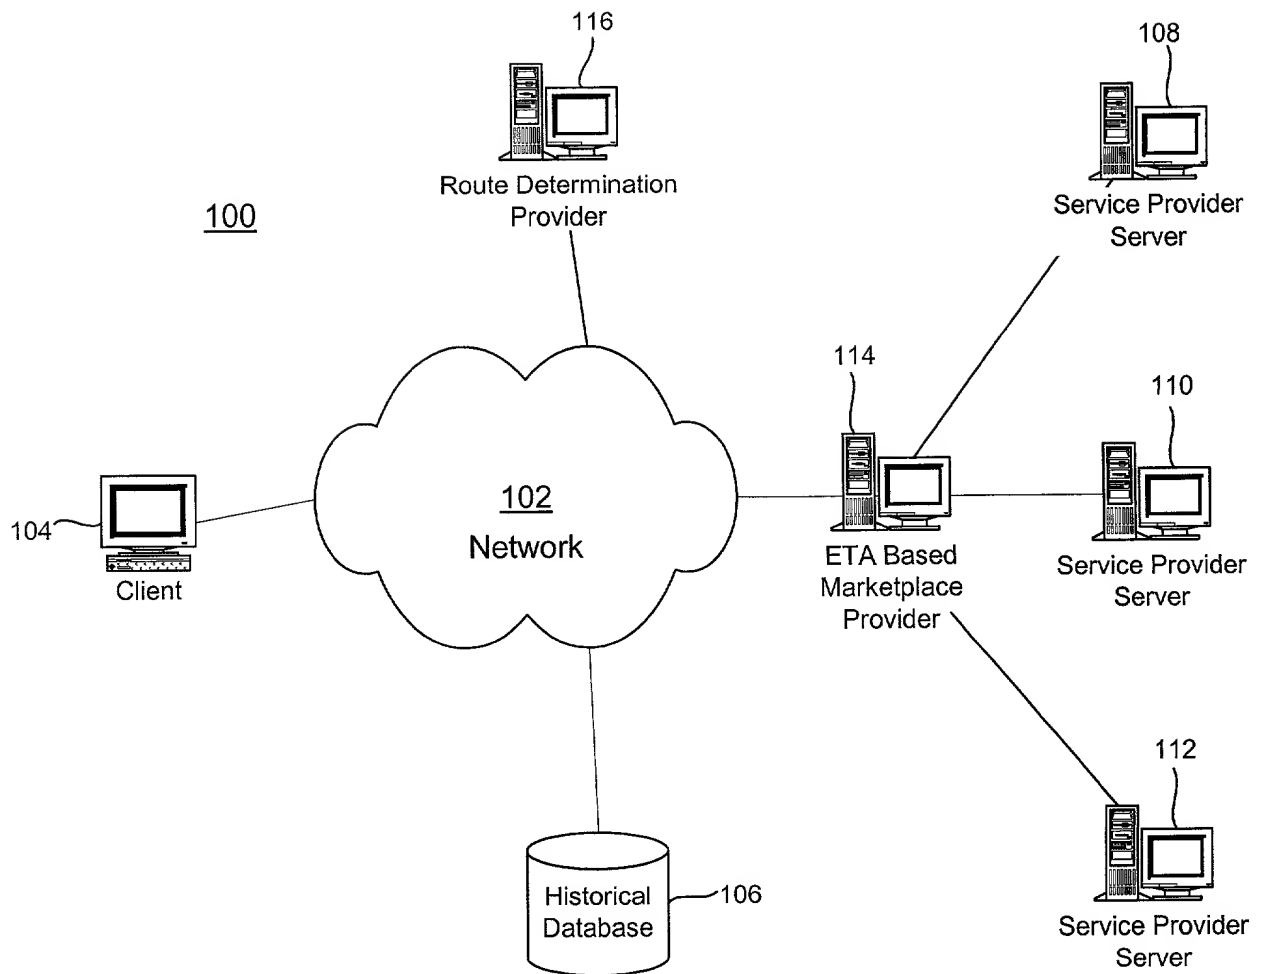 116
108
Route Determination
Provider
Service Provider
Server
100
114
110
102
Network
104
Client
ETA Based
Marketplace
Provider
Service Provider
Server
112
Historical
Database
106
Service Provider
Server